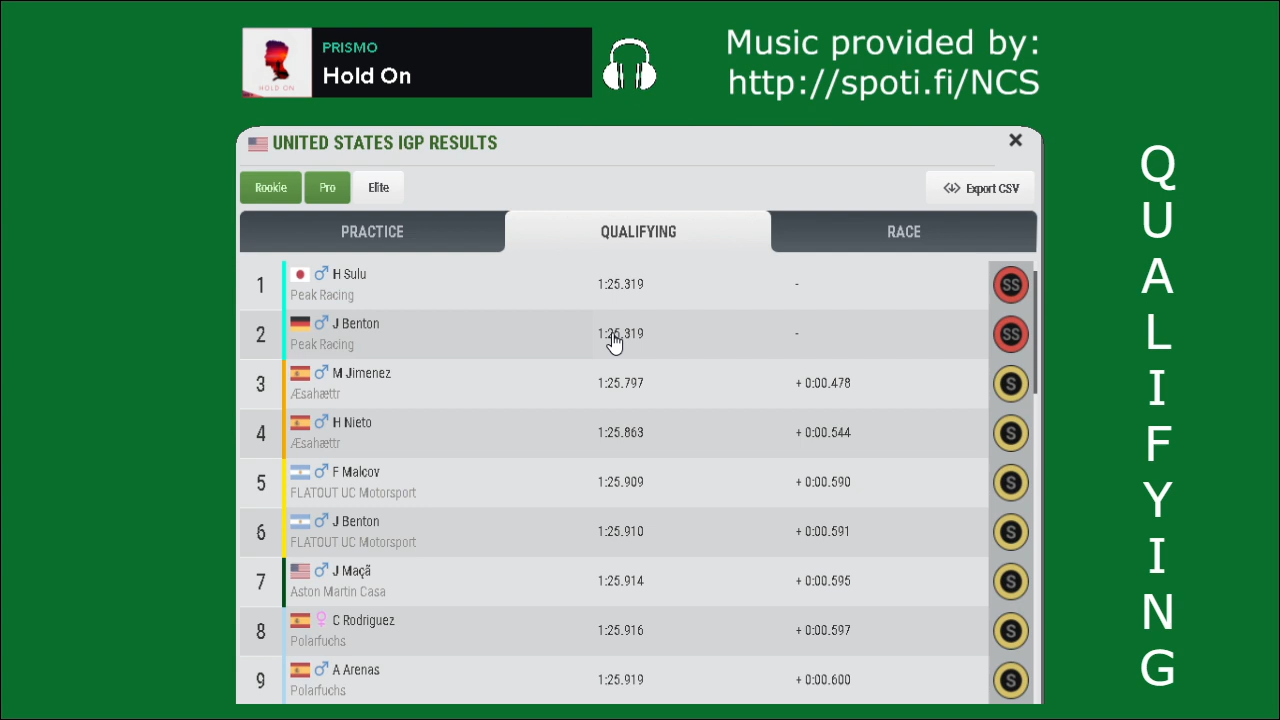 PRISMO
Hold On
HOLD ON
Music provided by:
http://spoti.fi/NCS
UNITED STATES IGP RESULTS
Rookie Pro Elite Export CSV
PRACTICE QUALIFYING RACE
1 H Sulu 1:25.319 - SS
Peak Racing
2 J Benton 1:25.319 - SS
Peak Racing
3 M Jimenez 1:25.797 + 0:00.478 S
Æsahættr
4 H Nieto 1:25.863 + 0:00.544 S
Æsahættr
5 F Malcov 1:25.909 + 0:00.590 S
FLATOUT UC Motorsport
6 J Benton 1:25.910 + 0:00.591 S
FLATOUT UC Motorsport
7 J Maçã 1:25.914 + 0:00.595 S
Aston Martin Casa
8 C Rodriguez 1:25.916 + 0:00.597 S
Polarfuchs
9 A Arenas 1:25.919 + 0:00.600 S
Polarfuchs
QUALIFYING